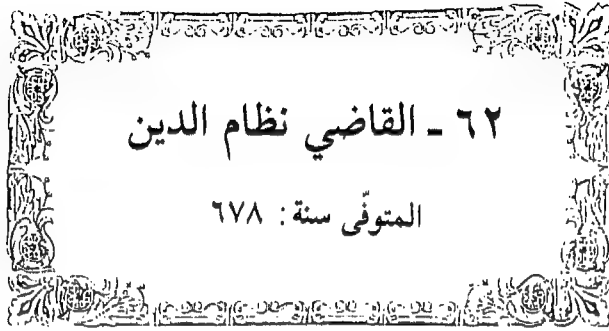 ٦٢ ـ القاضي نظام الدين
المتوفّى سنة: ٦٧٨